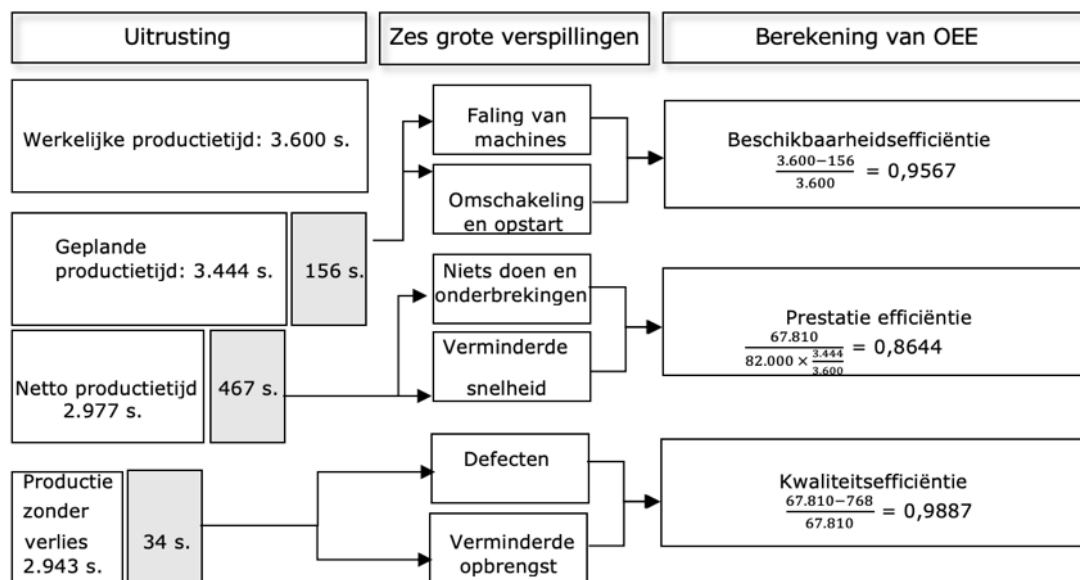 Uitrusting
Zes grote verspillingen
Berekening van OEE
Werkelijke productietijd: 3.600 s.
Faling van
machines
Omschakeling
en opstart
Beschikbaarheidsefficiëntie
3.600−156
3.600
= 0,9567
Geplande
productietijd: 3.444 s.
156 s.
Niets doen en
onderbrekingen
Verminderde
snelheid
Prestatie efficiëntie
67.810
82.000 × 3.444
3.600
= 0,8644
Netto productietijd
2.977 s.
467 s.
Defecten
Verminderde
opbrengst
Kwaliteitsefficiëntie
67.810−768
67.810
= 0,9887
Productie
zonder
verlies
2.943 s.
34 s.